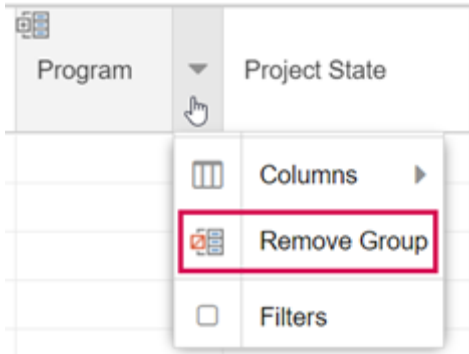 Program
Project State
Columns
Remove Group
Filters